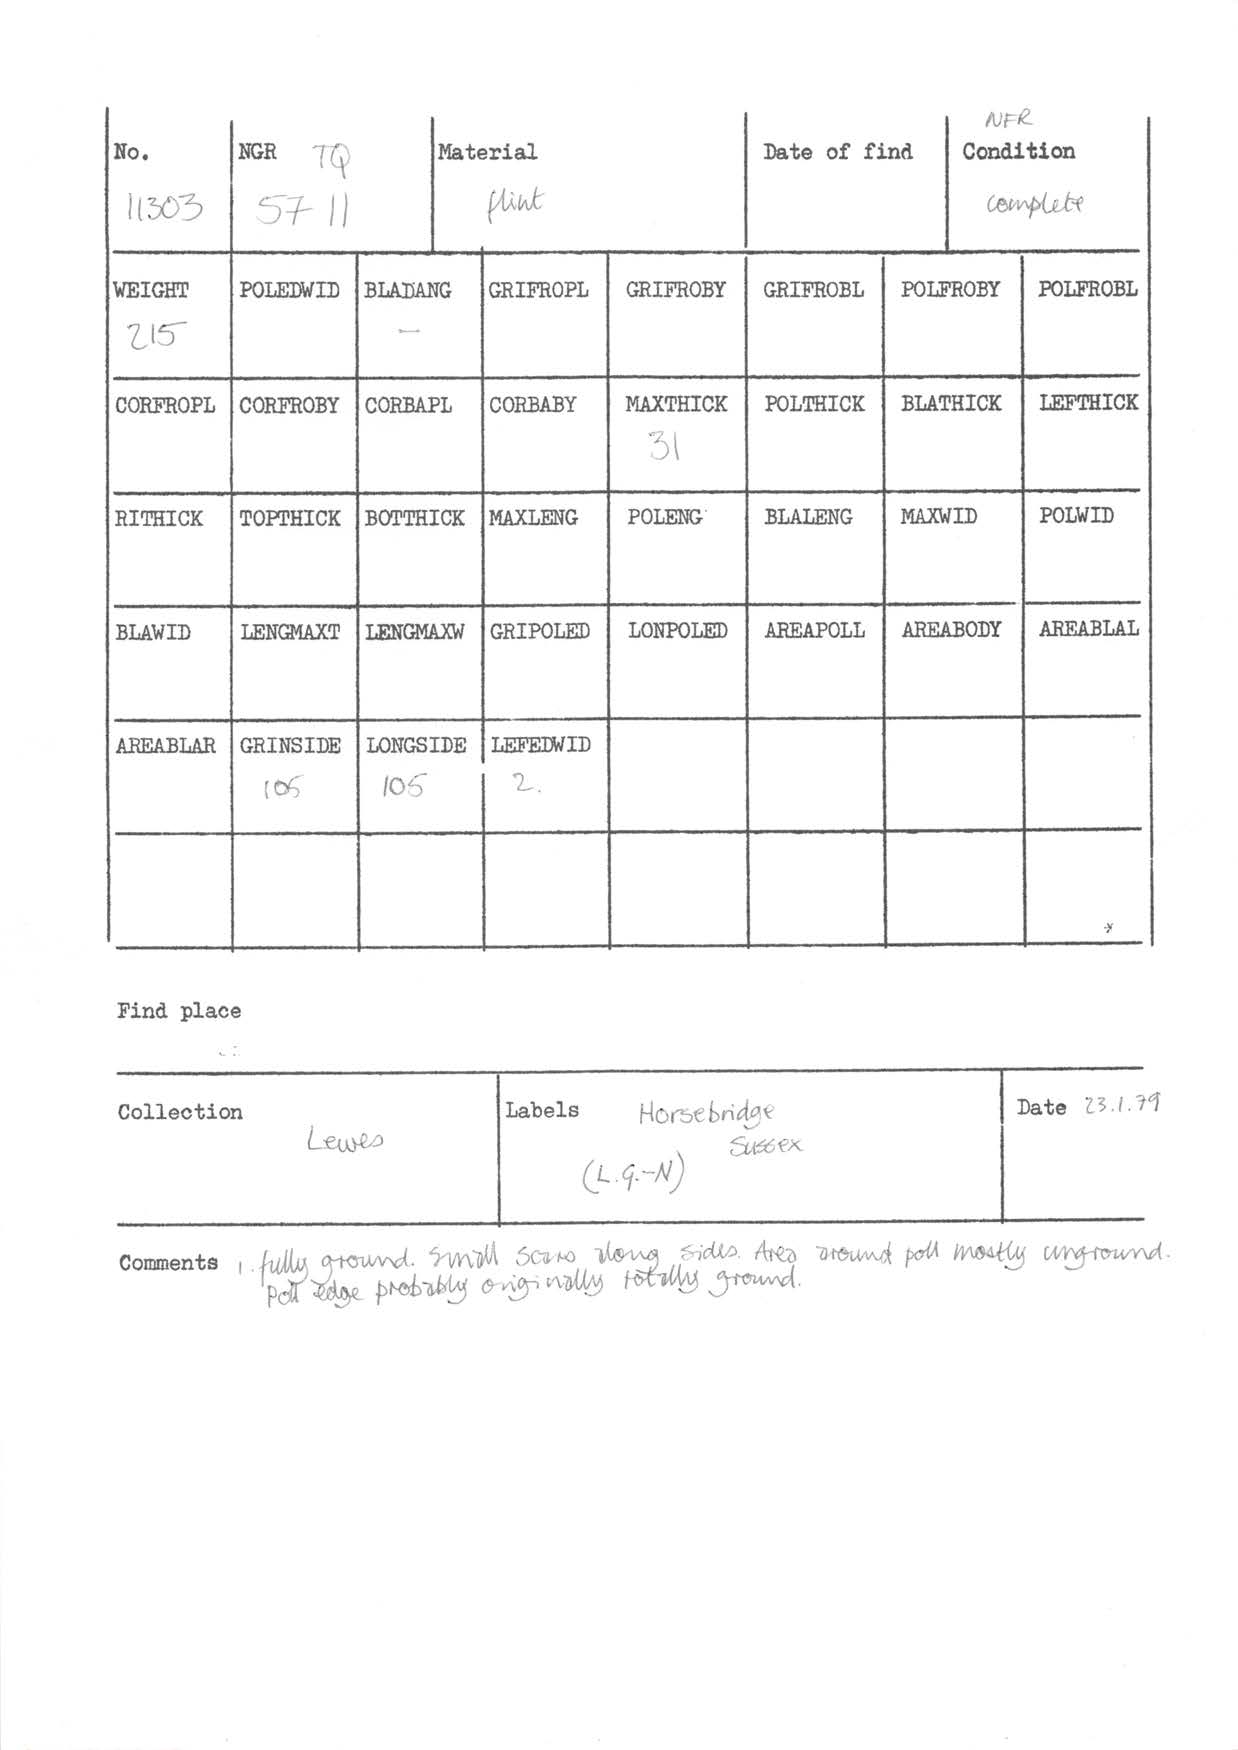 NFR
No. NGR TQ Material Date of find Condition
11303 57 11 flint complete
WEIGHT POLEDWID BLADANG GRIFROPL GRIFROBY GRIFROBL POLFROBY POLFROBL
215 —
CORFROPL CORFROBY CORBAPL CORBABY MAXTHICK POLTHICK BLATHICK LEFTHICK
31
RITHICK TOPTHICK BOTTHICK MAXLENG POLENG BLALENG MAXWID POLWID
BLAWID LENGMAXT LENGMAXW GRIPOLED LONPOLED AREAPOLL AREABODY AREABLAL
AREABLAR GRINSIDE LONGSIDE LEFEDWID
105 105 2.
Find place
Collection Labels Horsebridge Date 23.1.79
Lewes Sussex
(L.G.-N)
Comments 1. fully ground. Small scars along sides. Area around poll mostly unground.
Poll edge probably originally totally ground.